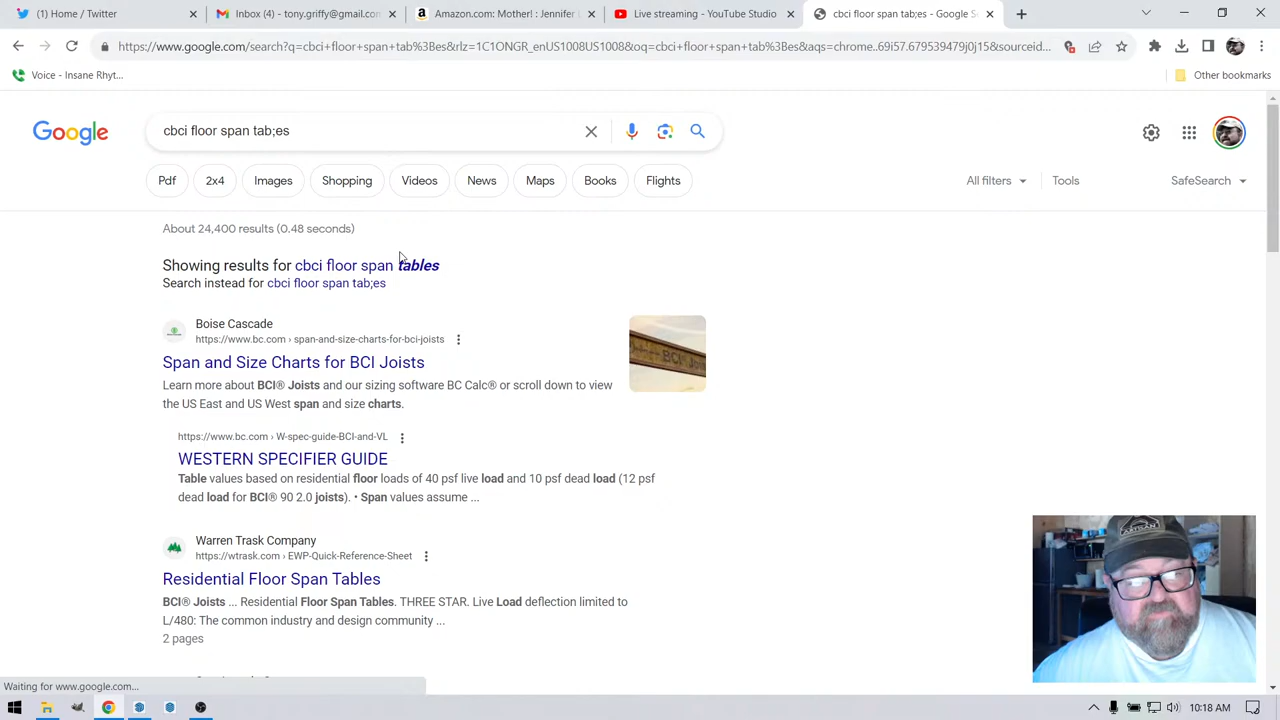 (1) Home / Twitter
Inbox (4) - tony.griffy@gmail.con
Amazon.com: Mother! : Jennifer L
Live streaming - YouTube Studio
cbci floor span tab;es - Google Se
https://www.google.com/search?q=cbci+floor+span+tab%3Bes&rlz=1C1ONGR_enUS1008US1008&oq=cbci+floor+span+tab%3Bes&aqs=chrome..69i57.679539479j0j15&sourceid...
Voice - Insane Rhyt...
Other bookmarks
Google
cbci floor span tab;es
Pdf
2x4
Images
Shopping
Videos
News
Maps
Books
Flights
All filters
Tools
SafeSearch
About 24,400 results (0.48 seconds)
Showing results for cbci floor span tables
Search instead for cbci floor span tab;es
Boise Cascade
https://www.bc.com › span-and-size-charts-for-bci-joists
Span and Size Charts for BCI Joists
Learn more about BCI® Joists and our sizing software BC Calc® or scroll down to view
the US East and US West span and size charts.
https://www.bc.com › W-spec-guide-BCI-and-VL
WESTERN SPECIFIER GUIDE
Table values based on residential floor loads of 40 psf live load and 10 psf dead load (12 psf
dead load for BCI® 90 2.0 joists). • Span values assume ...
Warren Trask Company
https://wtrask.com › EWP-Quick-Reference-Sheet
Residential Floor Span Tables
BCI® Joists ... Residential Floor Span Tables. THREE STAR. Live Load deflection limited to
L/480: The common industry and design community ...
2 pages
Waiting for www.google.com...
10:18 AM